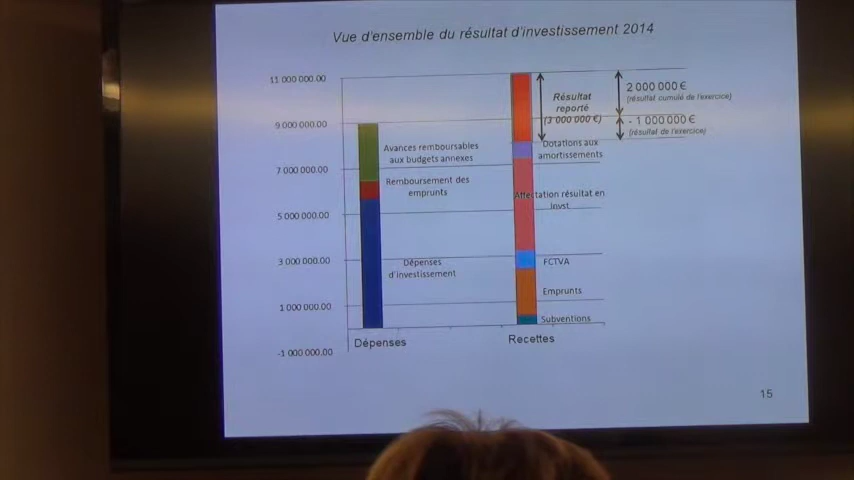 Vue d'ensemble du résultat d'investissement 2014
11 000 000.00
9 000 000.00
7 000 000.00
5 000 000.00
3 000 000.00
1 000 000.00
-1 000 000.00
Avances remboursables
aux budgets annexes
Remboursement des
emprunts
Dépenses
d'investissement
Dépenses
Résultat
reporté
(3 000 000 €)
Dotations aux
amortissements
Affectation résultat en
Invst
FCTVA
Emprunts
Subventions
Recettes
2 000 000 €
(résultat cumulé de l'exercice)
- 1 000 000 €
(résultat de l'exercice)
15